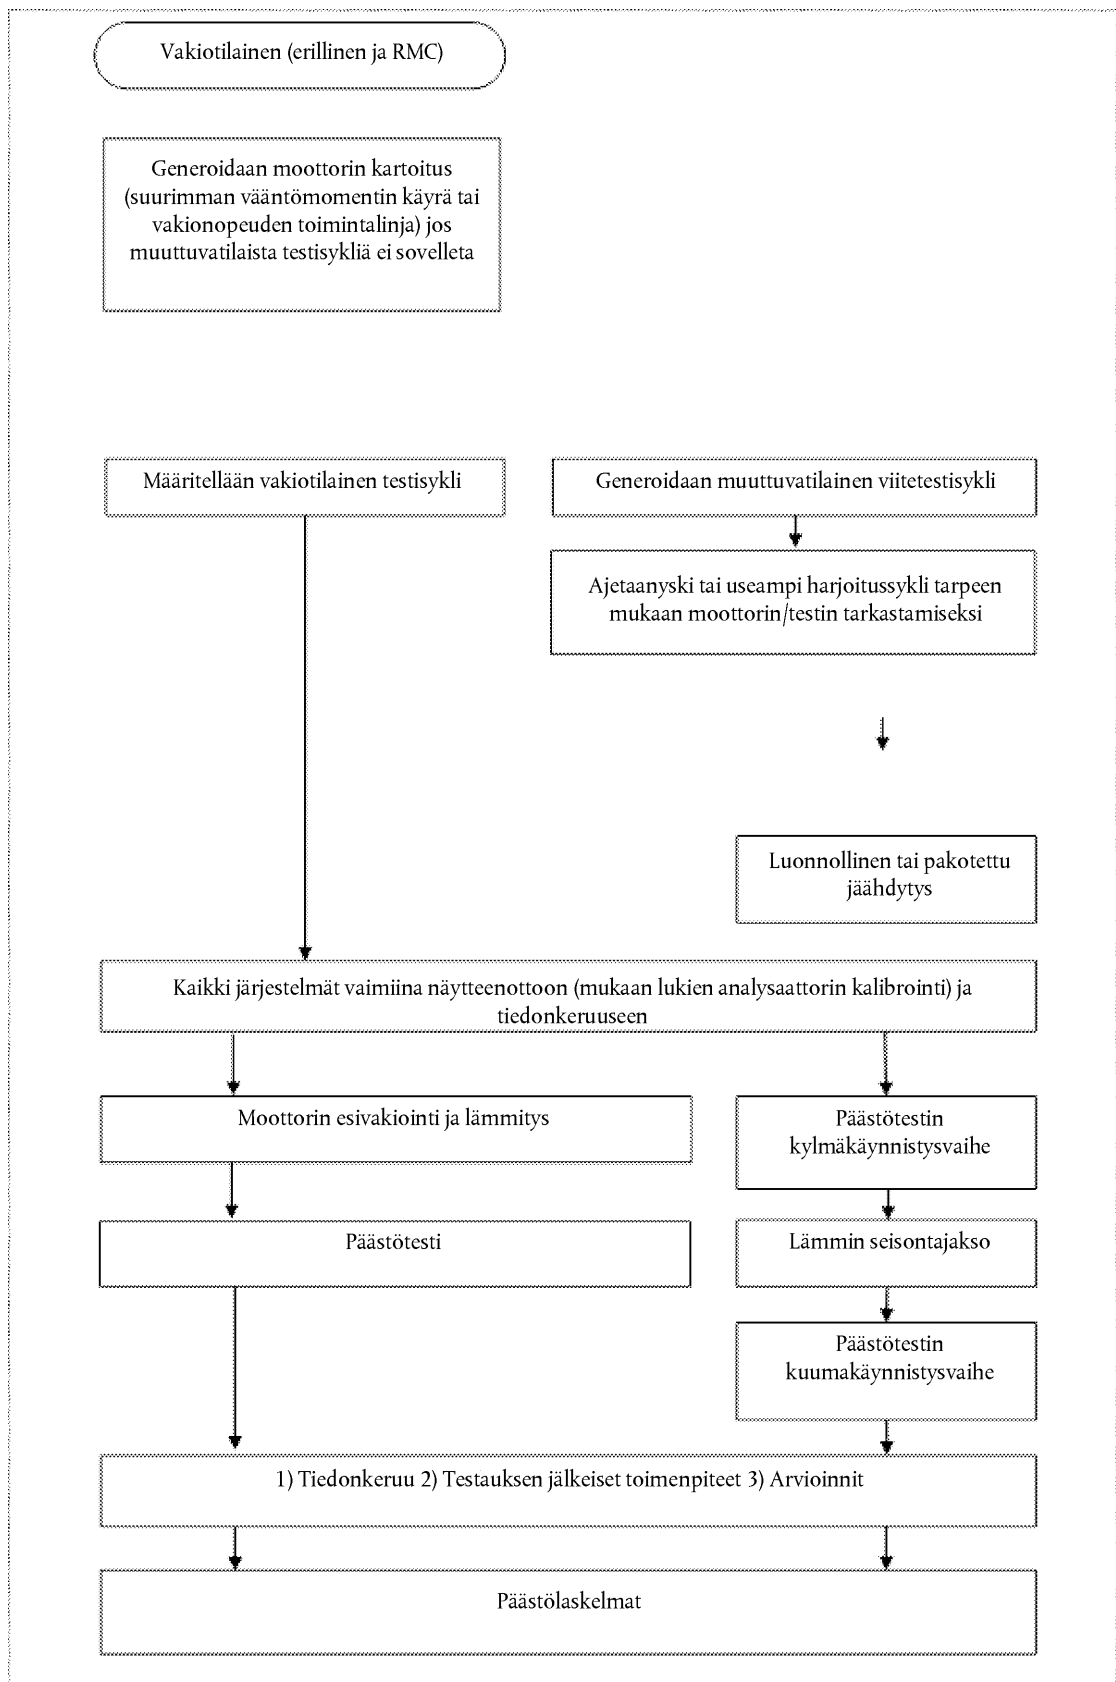 Vakiotilainen (erillinen ja RMC)
Generoidaan moottorin kartoitus
(suurimman vääntömomentin käyrä tai
vakionopeuden toimintalinja) jos
muuttuvatilaista testisykliä ei sovelleta
Määritellään vakiotilainen testisykli
Generoidaan muuttuvatilainen viitetestisykli
Ajetaanyski tai useampi harjoitussykli tarpeen
mukaan moottorin/testin tarkastamiseksi
Luonnollinen tai pakotettu
jäähdytys
Kaikki järjestelmät vaimiina näytteenottoon (mukaan lukien analysaattorin kalibrointi) ja
tiedonkeruuseen
Moottorin esivakiointi ja lämmitys
Päästötestin
kylmäkäynnistysvaihe
Päästötesti
Lämmin seisontajakso
Päästötestin
kuumakäynnistysvaihe
1) Tiedonkeruu 2) Testauksen jälkeiset toimenpiteet 3) Arvioinnit
Päästölaskelmat